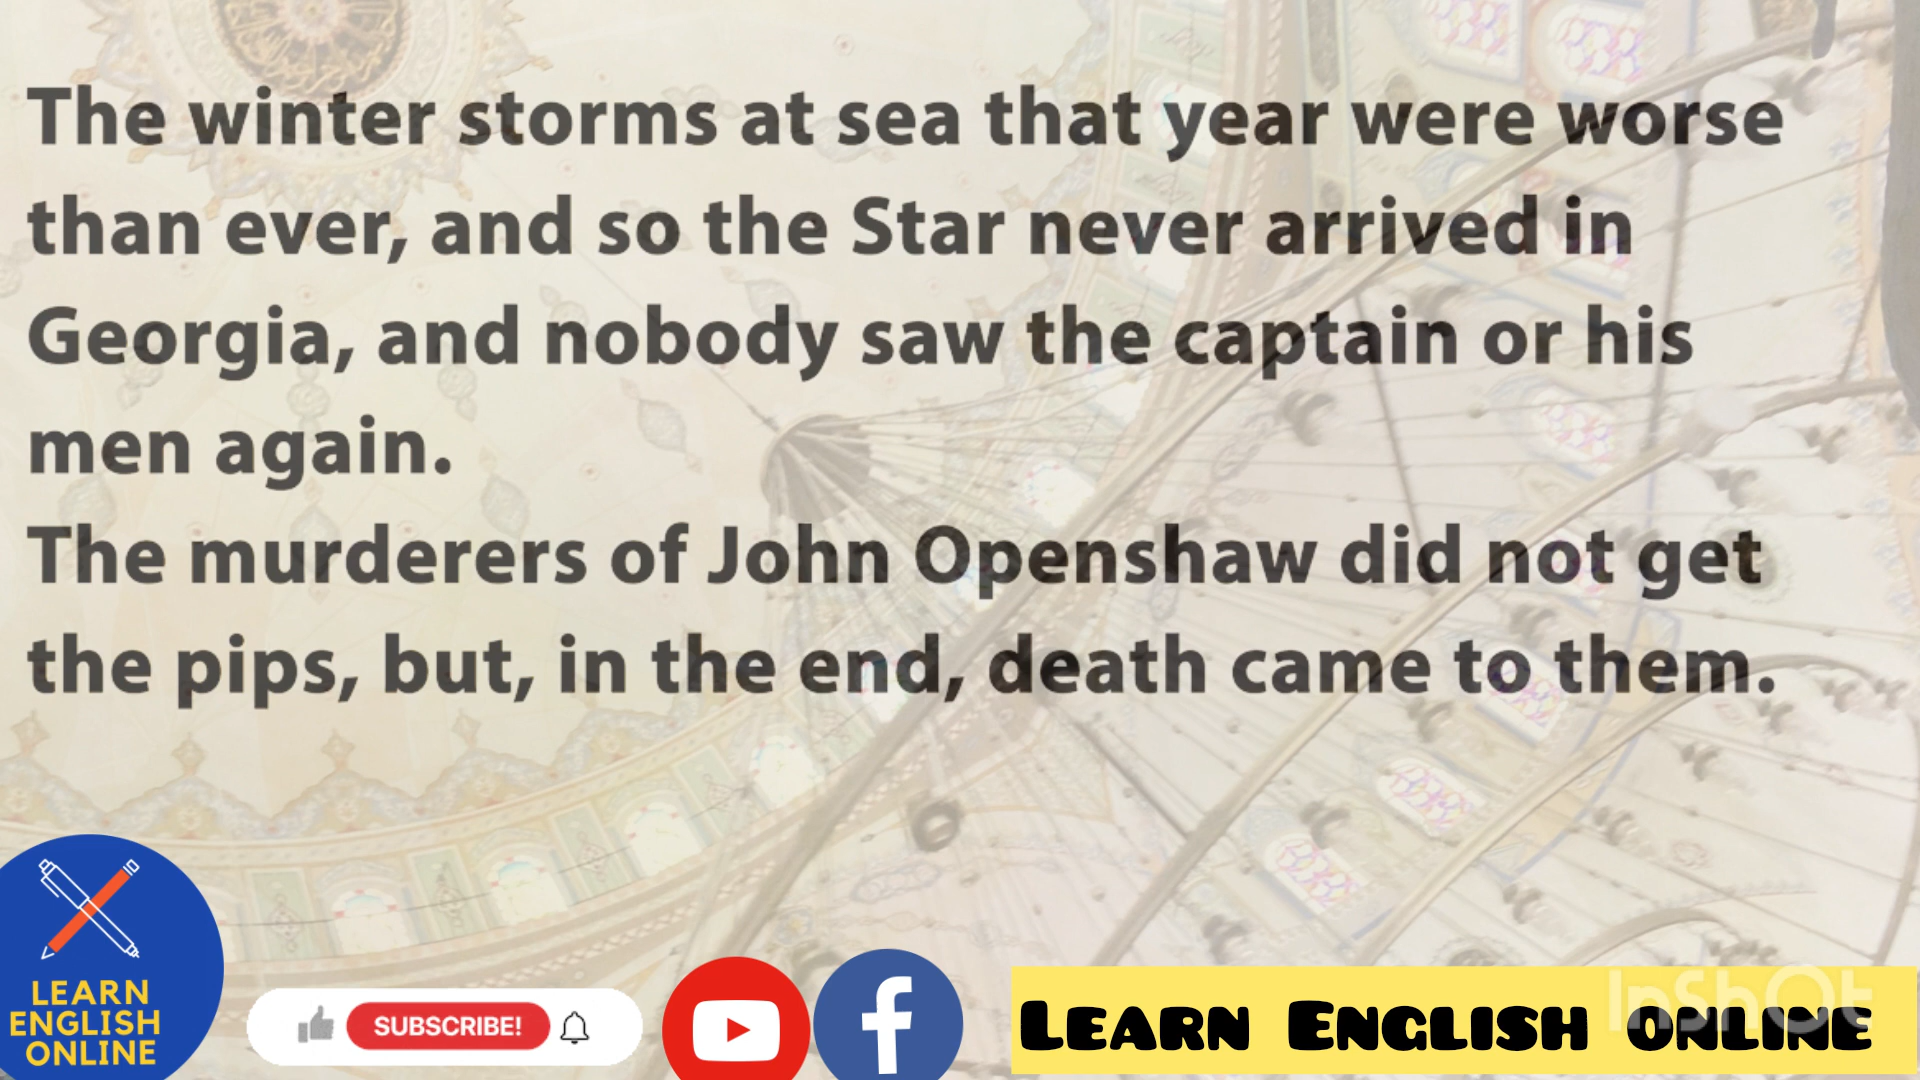 The winter storms at sea that year were worse
than ever, and so the Star never arrived in
Georgia, and nobody saw the captain or his
men again.
The murderers of John Openshaw did not get
the pips, but, in the end, death came to them.
LEARN
ENGLISH
ONLINE
SUBSCRIBE!
LEARN ENGLISH ONLINE
InShOt